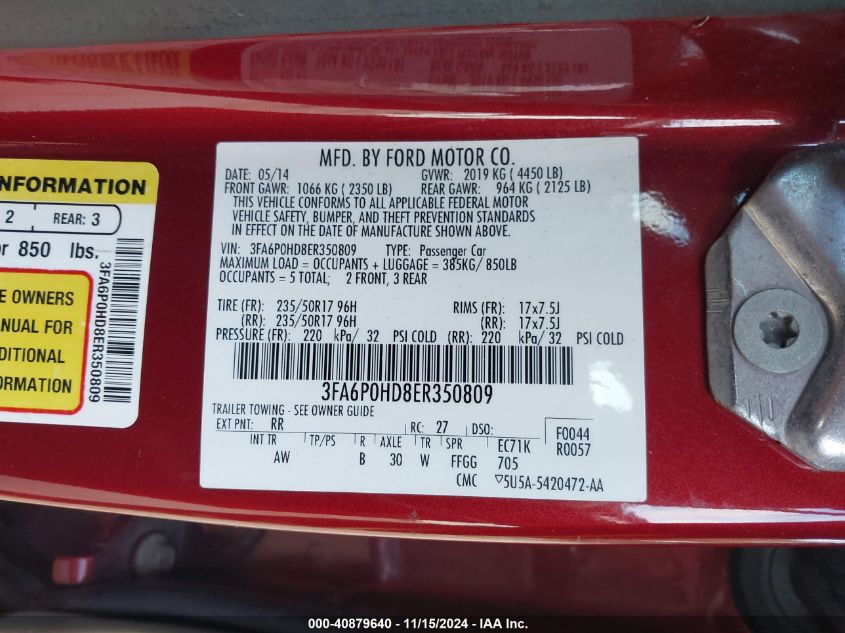 MFD. BY FORD MOTOR CO.
DATE: 05/14 GVWR: 2019 KG ( 4450 LB)
FRONT GAWR: 1066 KG ( 2350 LB) REAR GAWR: 964 KG ( 2125 LB)
THIS VEHICLE CONFORMS TO ALL APPLICABLE FEDERAL MOTOR
VEHICLE SAFETY, BUMPER, AND THEFT PREVENTION STANDARDS
IN EFFECT ON THE DATE OF MANUFACTURE SHOWN ABOVE.
VIN: 3FA6P0HD8ER350809 TYPE: Passenger Car
MAXIMUM LOAD = OCCUPANTS + LUGGAGE = 385KG/ 850LB
OCCUPANTS = 5 TOTAL; 2 FRONT, 3 REAR
TIRE (FR): 235/50R17 96H RIMS (FR): 17x7.5J
(RR): 235/50R17 96H (RR): 17x7.5J
PRESSURE (FR): 220 kPa/ 32 PSI COLD (RR): 220 kPa/ 32 PSI COLD
3FA6P0HD8ER350809
TRAILER TOWING - SEE OWNER GUIDE
EXT PNT: RR RC: 27 DSO: F0044
R0057
INT TR TP/PS R AXLE TR SPR EC71K
AW B 30 W FFGG 705
CMC ▽5U5A-5420472-AA
INFORMATION
2 REAR: 3
or 850 lbs.
E OWNERS
ANUAL FOR
DDITIONAL
FORMATION
3FA6P0HD8ER350809
000-40879640 - 11/15/2024 - IAA Inc.